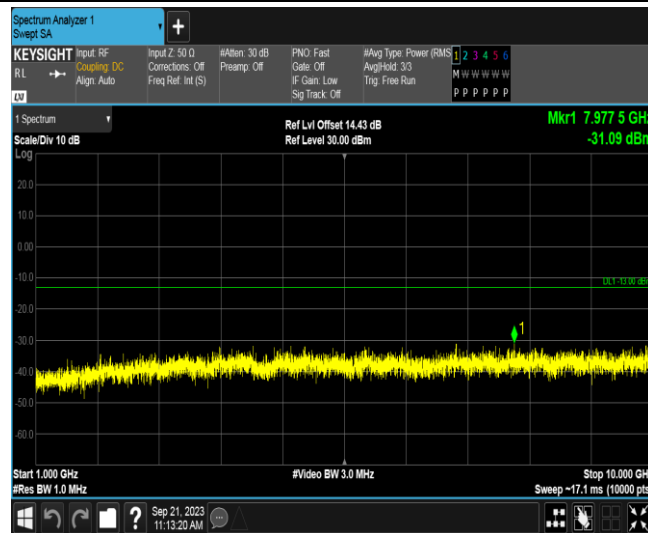 Spectrum Analyzer 1
Swept SA
+
KEYSIGHT
RL
Input: RF
Coupling: DC
Align: Auto
Input Z: 50 Ω
Corrections: Off
Freq Ref: Int (S)
#Atten: 30 dB
Preamp: Off
PNO: Fast
Gate: Off
IF Gain: Low
Sig Track: Off
#Avg Type: Power (RMS
Avg|Hold: 3/3
Trig: Free Run
1 2 3 4 5 6
M W W W W W
P P P P P P
LXI
1 Spectrum
Scale/Div 10 dB
Log
Ref Lvl Offset 14.43 dB
Ref Level 30.00 dBm
Mkr1 7.977 5 GHz
-31.09 dBm
20.0
10.0
0.00
-10.0
DL1 -13.00 dBm
-20.0
1
-30.0
-40.0
-50.0
-60.0
Start 1.000 GHz
#Res BW 1.0 MHz
#Video BW 3.0 MHz
Stop 10.000 GH
Sweep ~17.1 ms (10000 pts
?
Sep 21, 2023
11:13:20 AM